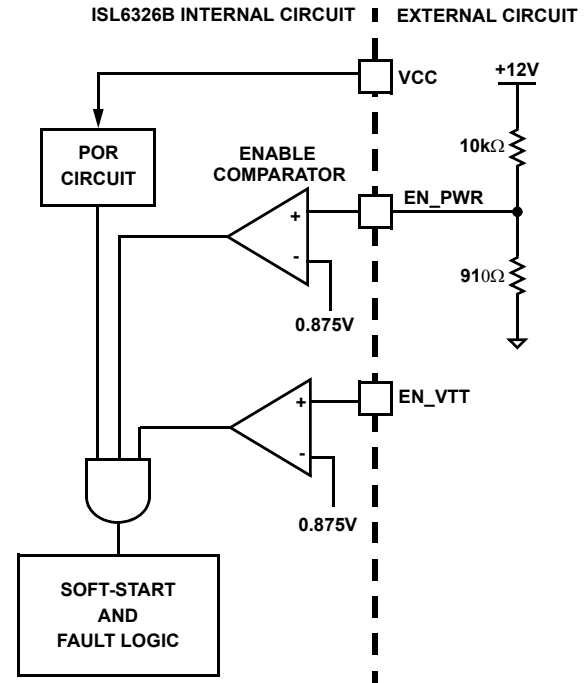 ISL6326B INTERNAL CIRCUIT
EXTERNAL CIRCUIT
VCC
+12V
POR
CIRCUIT
ENABLE
COMPARATOR
10kΩ
+
EN_PWR
-
910Ω
0.875V
+
EN_VTT
-
0.875V
SOFT-START
AND
FAULT LOGIC